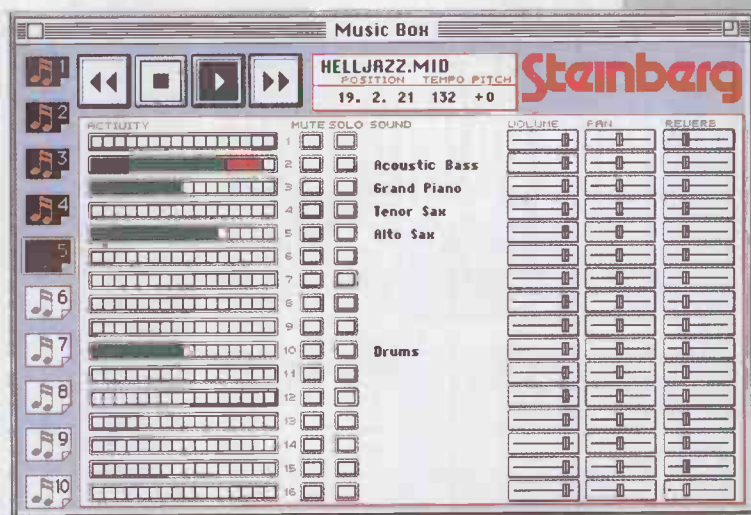 Music Box
1
HELLJAZZ.MID
Steinberg
POSITION TEMPO PITCH
19. 2. 21 132 +0
2
ACTIVITY MUTE SOLO SOUND VOLUME PAN REVERB
1
2 Acoustic Bass
3
3 Grand Piano
4
4 Tenor Sax
5 Alto Sax
5
6
6
7
8
7
9
10 Drums
8
11
12
9
13
14
10
15
16